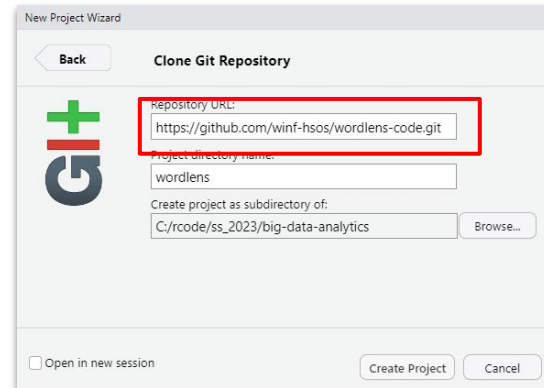 New Project Wizard
Back
Clone Git Repository
Repository URL:
https://github.com/winf-hsos/wordlens-code.git
Project directory name:
wordlens
Create project as subdirectory of:
C:/rcode/ss_2023/big-data-analytics
Browse...
GIt
Open in new session
Create Project
Cancel